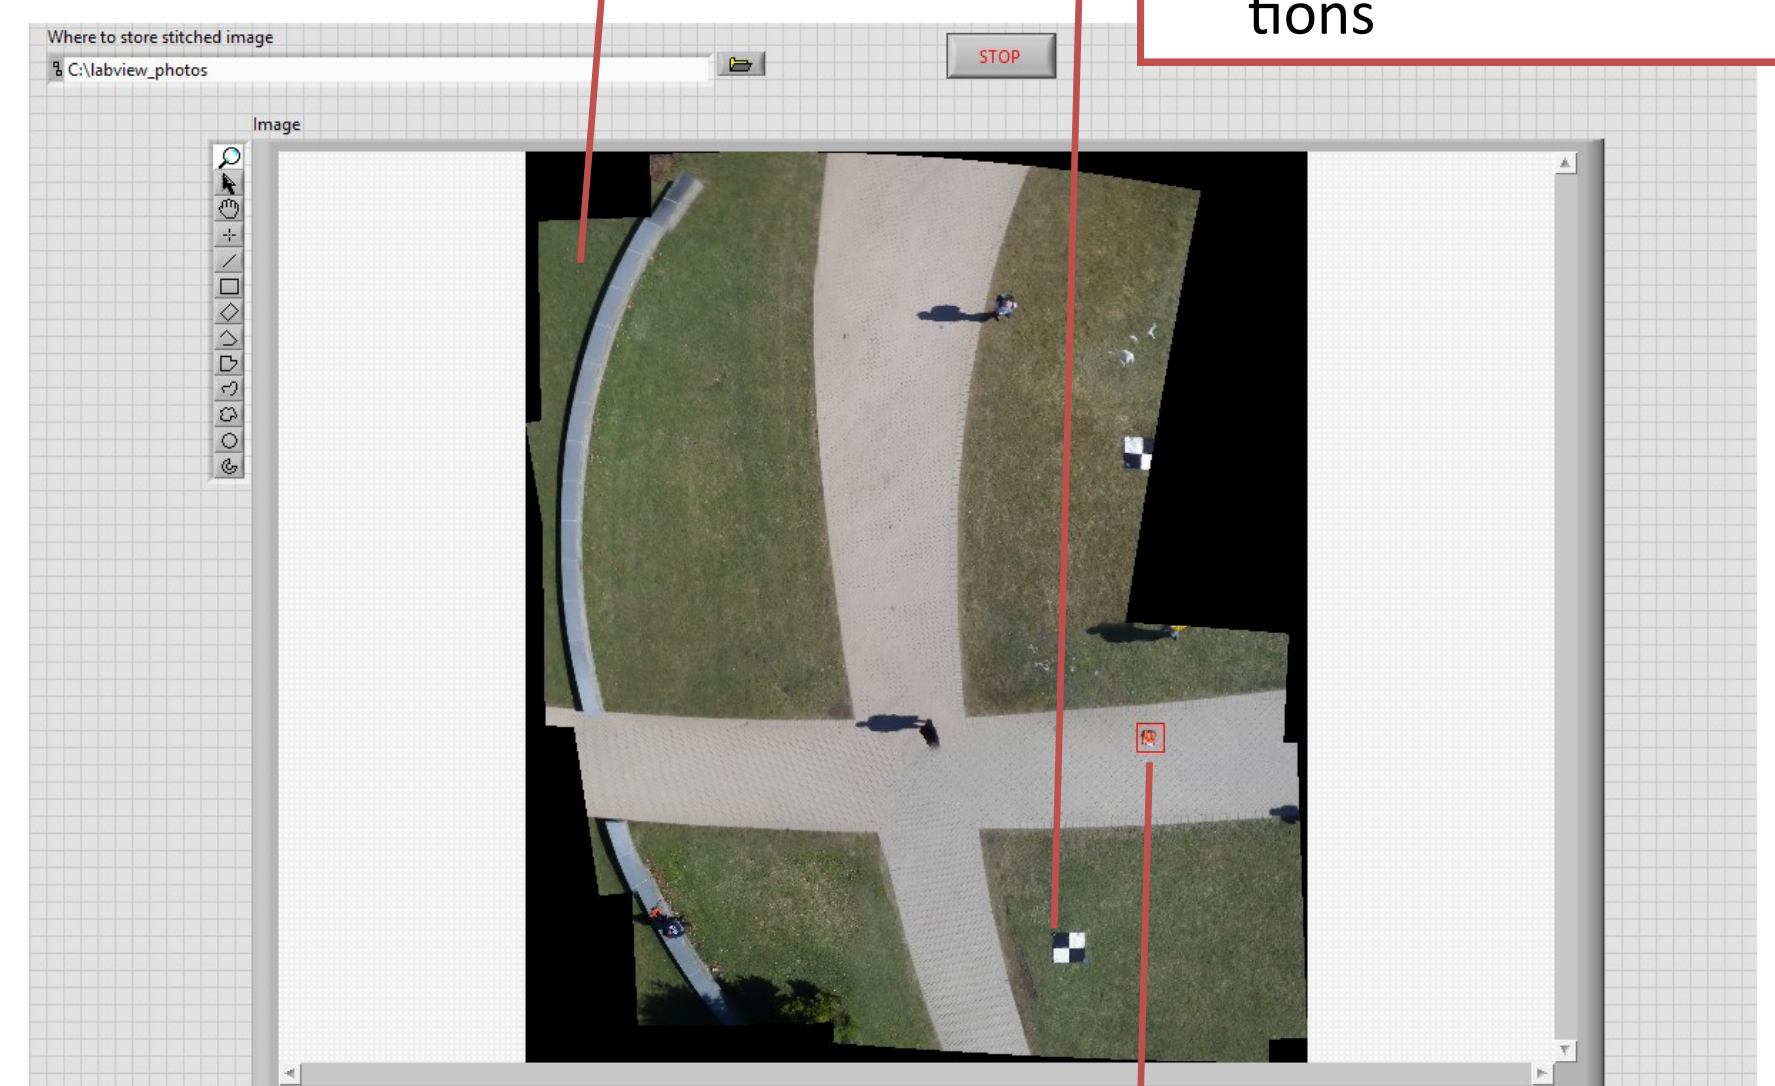 tions
Where to store stitched image
C:\labview_photos
STOP
Image